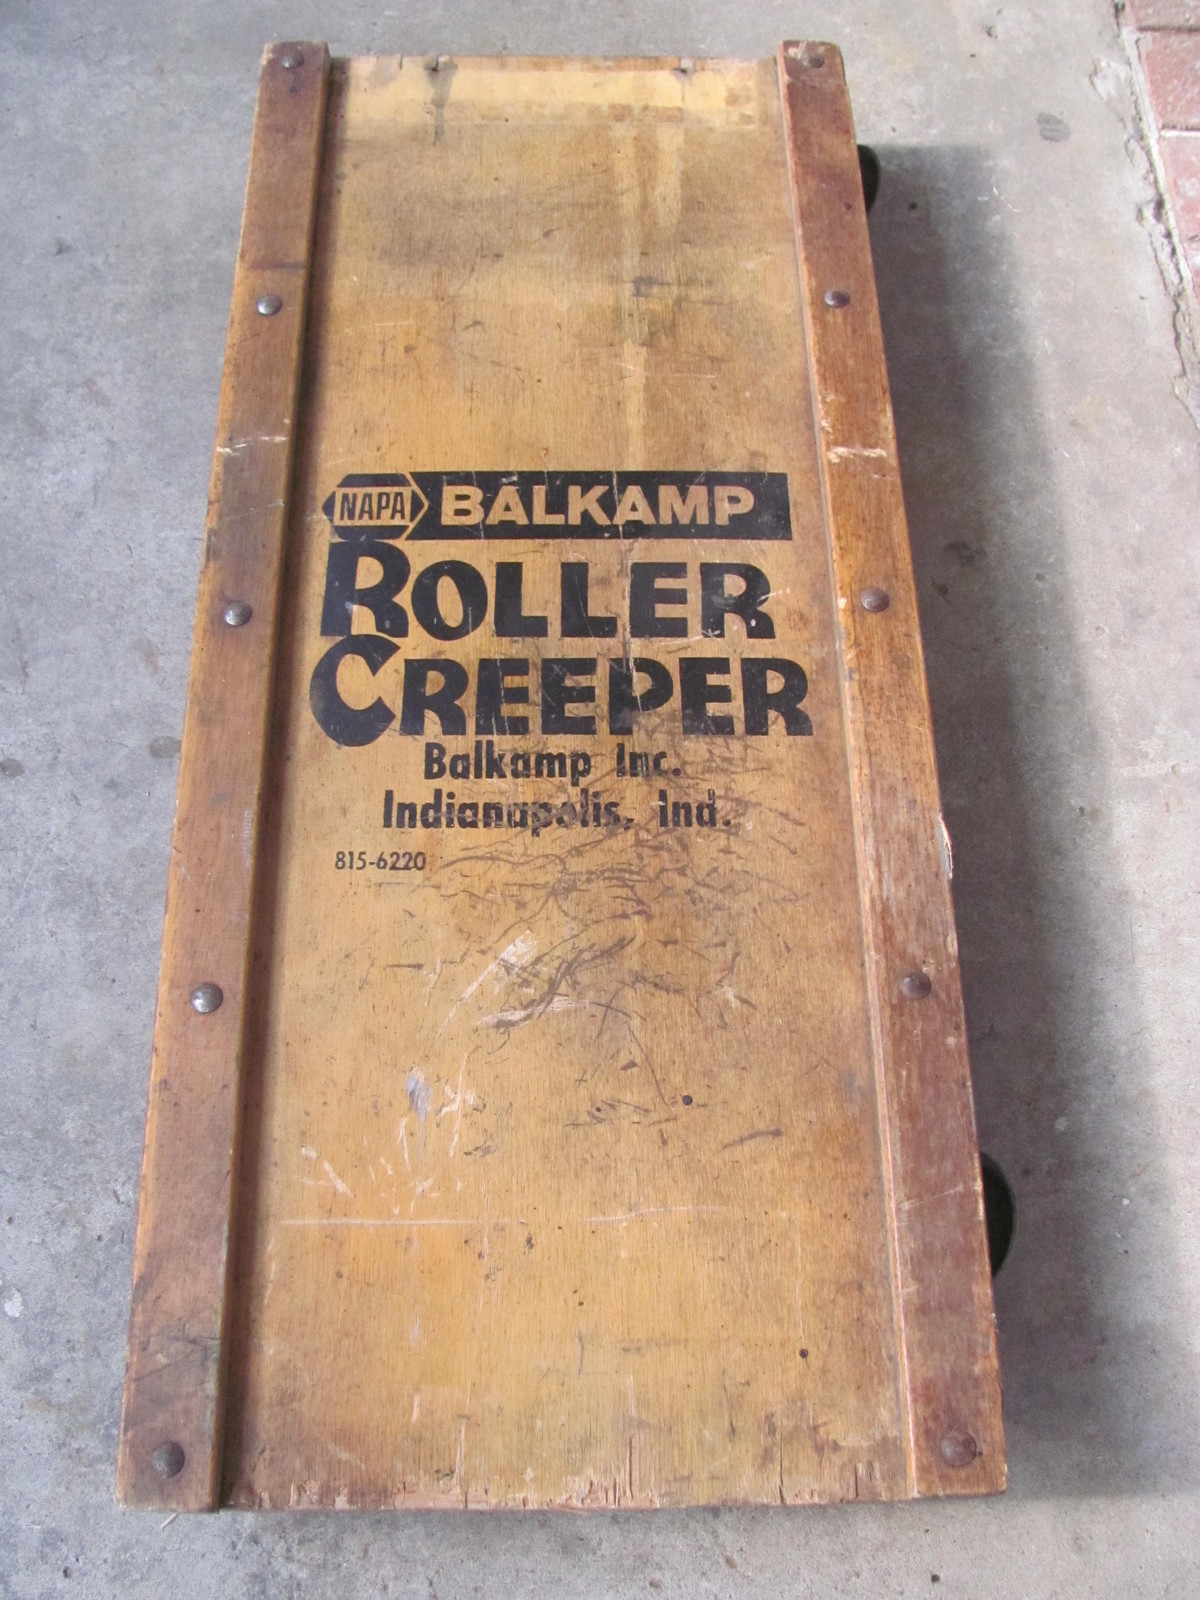 NAPA BALKAMP
ROLLER
CREEPER
Balkamp Inc.
Indianapolis, Ind.
815-6220